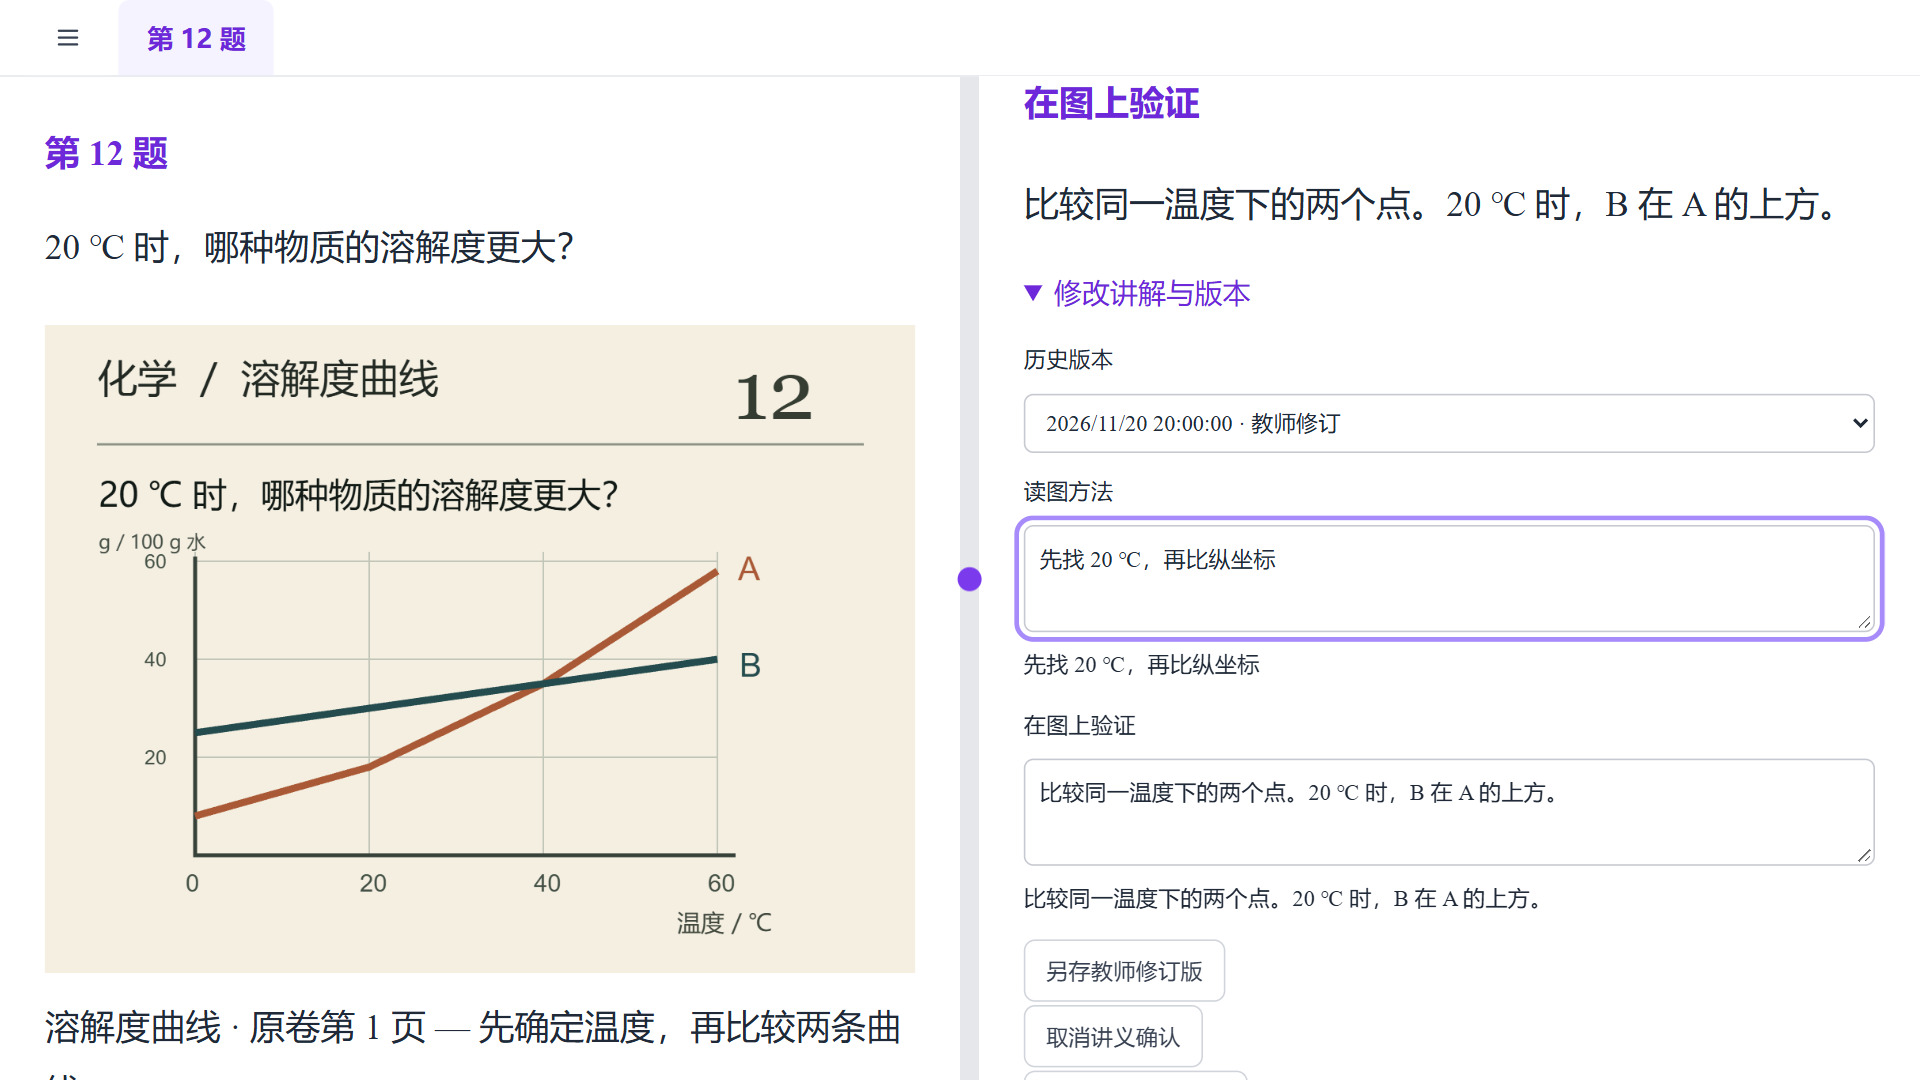 第 12 题
第 12 题
20 ℃ 时，哪种物质的溶解度更大？
化学 / 溶解度曲线
12
20 ℃ 时，哪种物质的溶解度更大？
g / 100 g 水
60
40
20
A
B
0
20
40
60
温度 / ℃
溶解度曲线 · 原卷第 1 页 — 先确定温度，再比较两条曲
在图上验证
比较同一温度下的两个点。20 ℃ 时，B 在 A 的上方。
▼ 修改讲解与版本
历史版本
2026/11/20 20:00:00 · 教师修订
读图方法
先找 20 ℃，再比纵坐标
先找 20 ℃，再比纵坐标
在图上验证
比较同一温度下的两个点。20 ℃ 时，B 在 A 的上方。
比较同一温度下的两个点。20 ℃ 时，B 在 A 的上方。
另存教师修订版
取消讲义确认